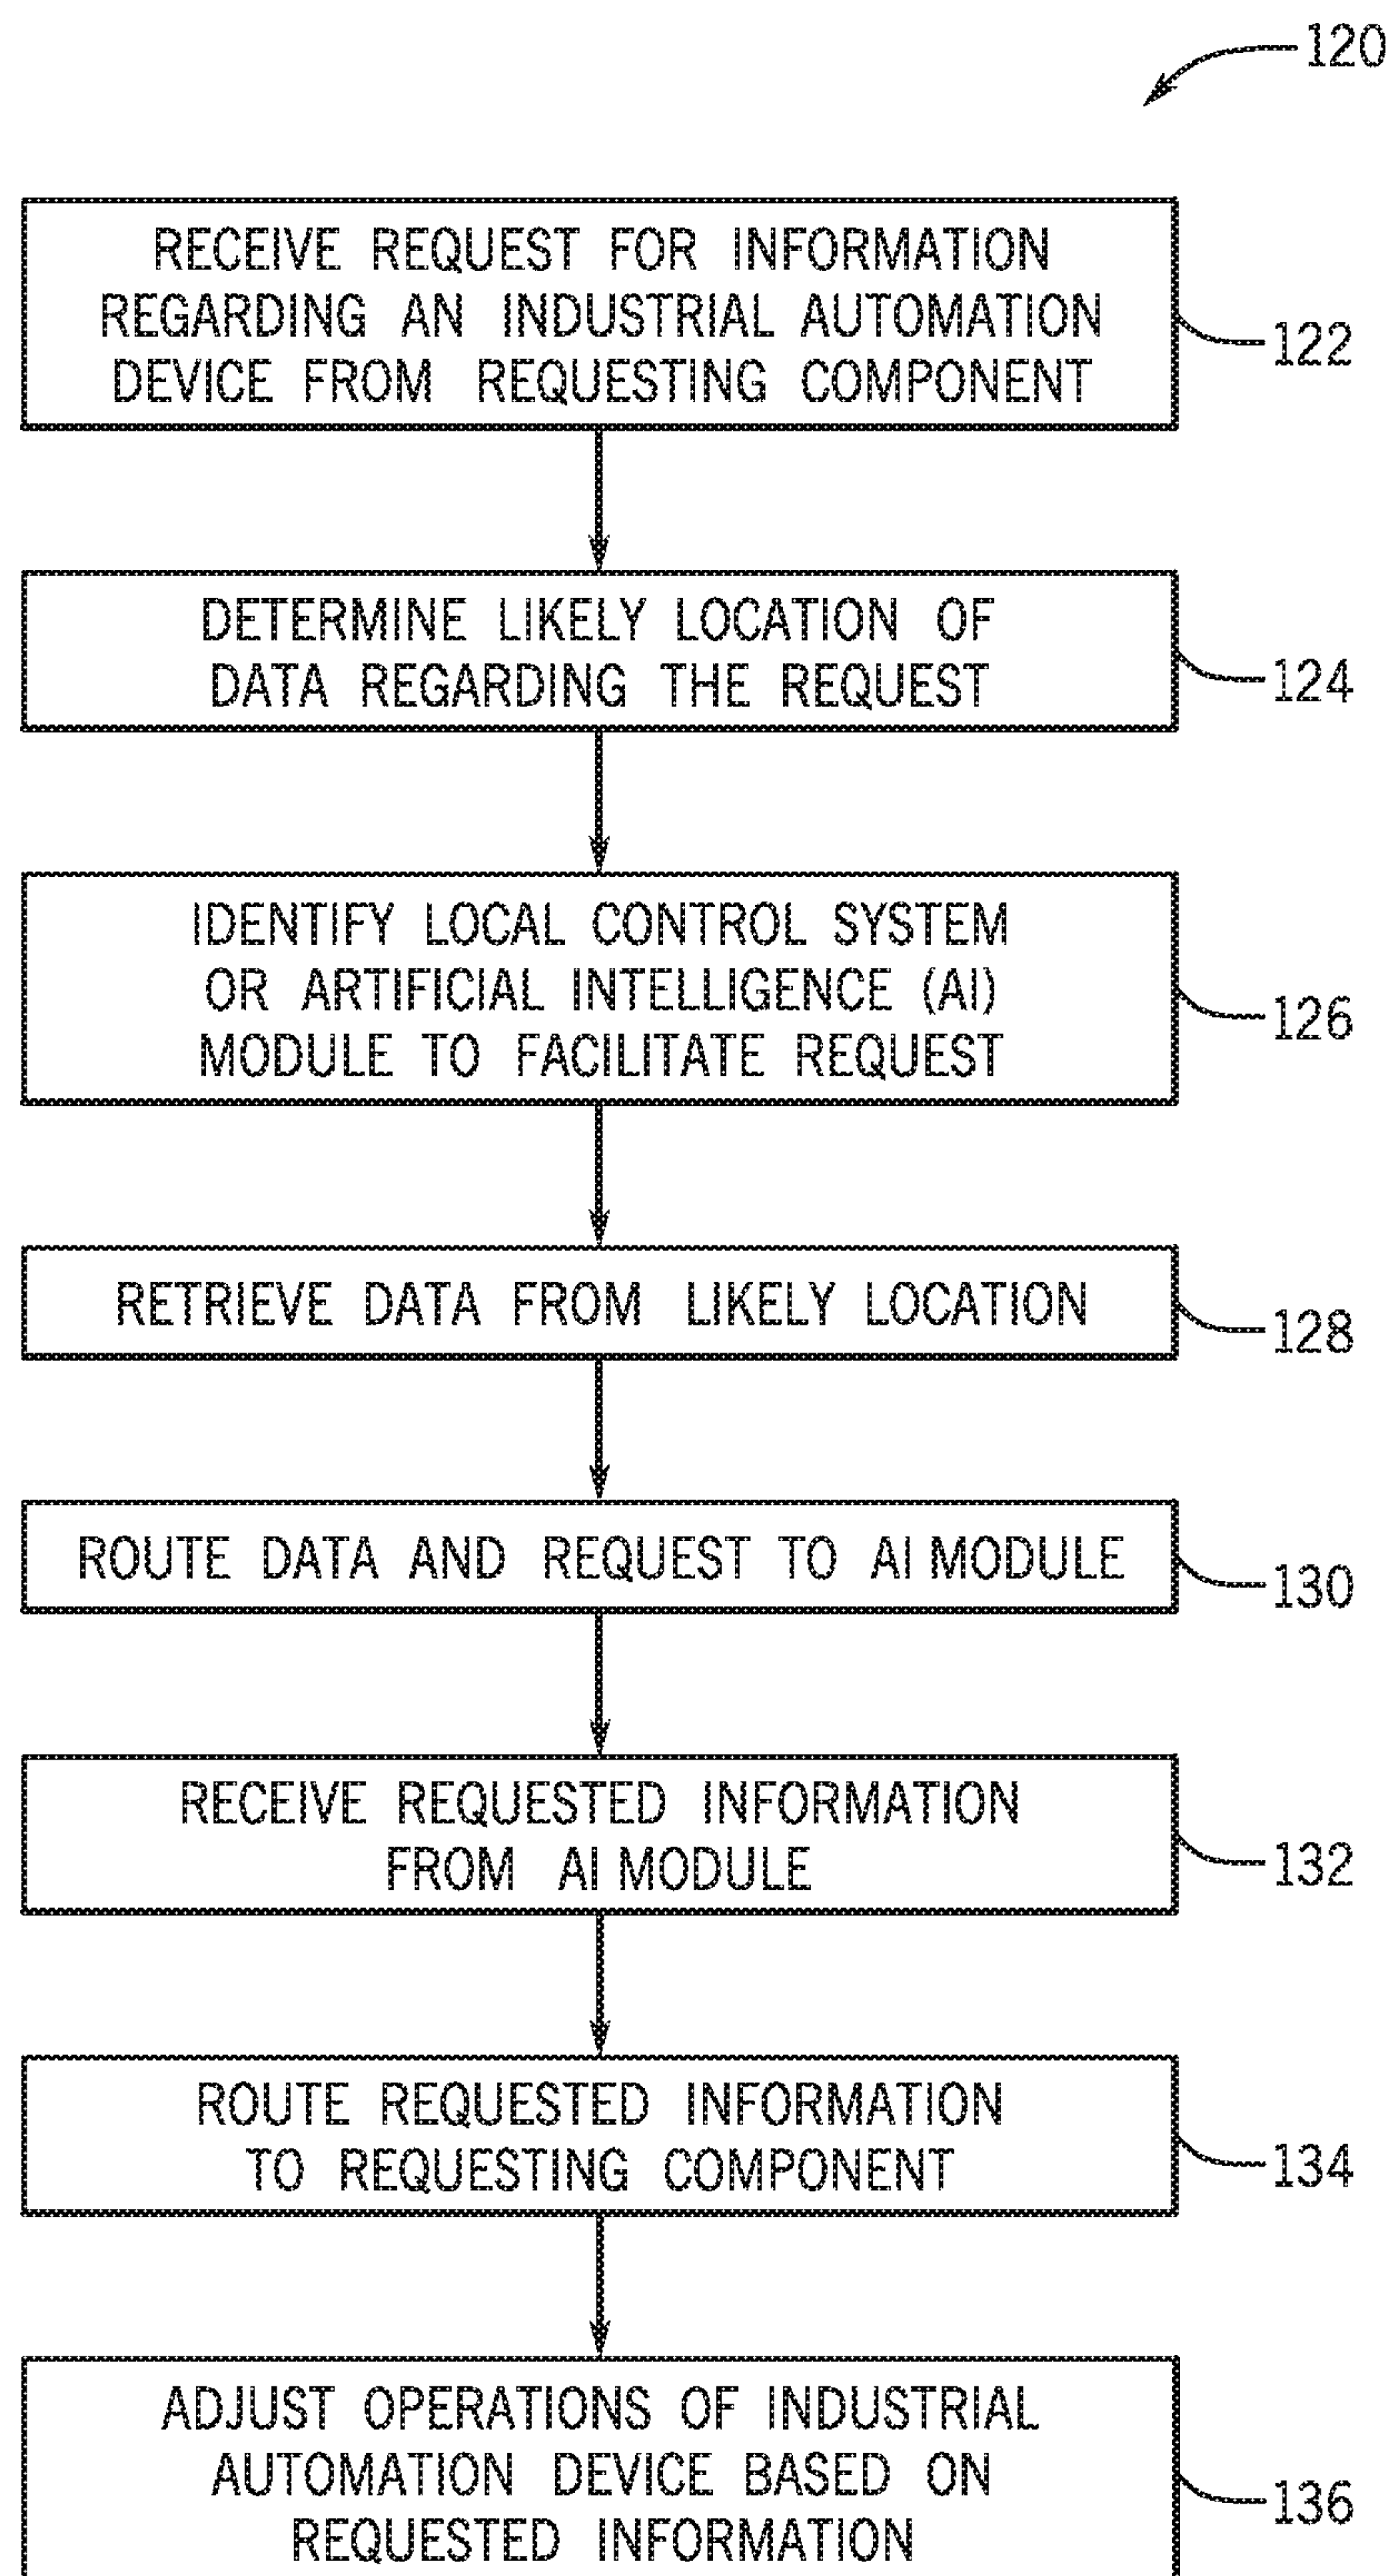 120
RECEIVE REQUEST FOR INFORMATION
REGARDING AN INDUSTRIAL AUTOMATION
DEVICE FROM REQUESTING COMPONENT
122
DETERMINE LIKELY LOCATION OF
DATA REGARDING THE REQUEST
124
IDENTIFY LOCAL CONTROL SYSTEM
OR ARTIFICIAL INTELLIGENCE (AI)
MODULE TO FACILITATE REQUEST
126
RETRIEVE DATA FROM LIKELY LOCATION
128
ROUTE DATA AND REQUEST TO AI MODULE
130
RECEIVE REQUESTED INFORMATION
FROM AI MODULE
132
ROUTE REQUESTED INFORMATION
TO REQUESTING COMPONENT
134
ADJUST OPERATIONS OF INDUSTRIAL
AUTOMATION DEVICE BASED ON
REQUESTED INFORMATION
136